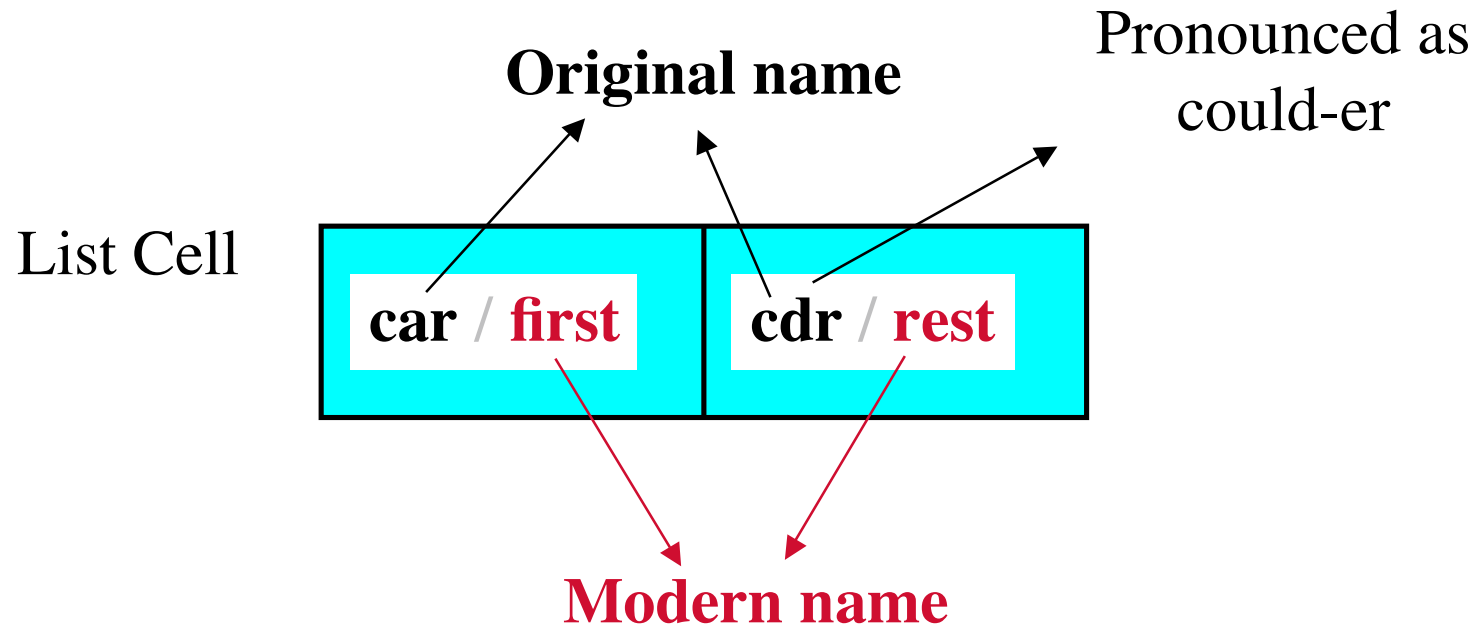 Pronounced as
could-er
Original name
List Cell
car / first
cdr / rest
Modern name